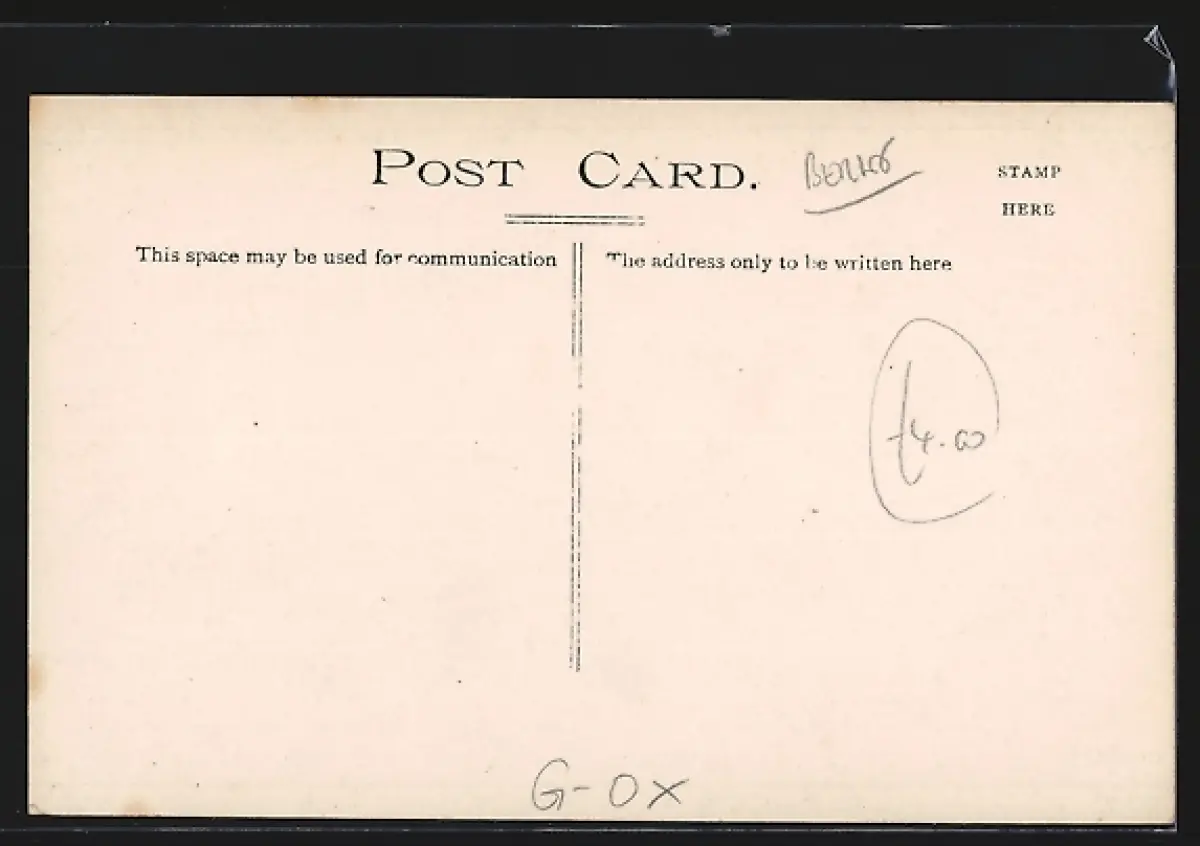 POST CARD.
STAMP
HERE
This space may be used for communication
The address only to be written here
£4.00
G-OX